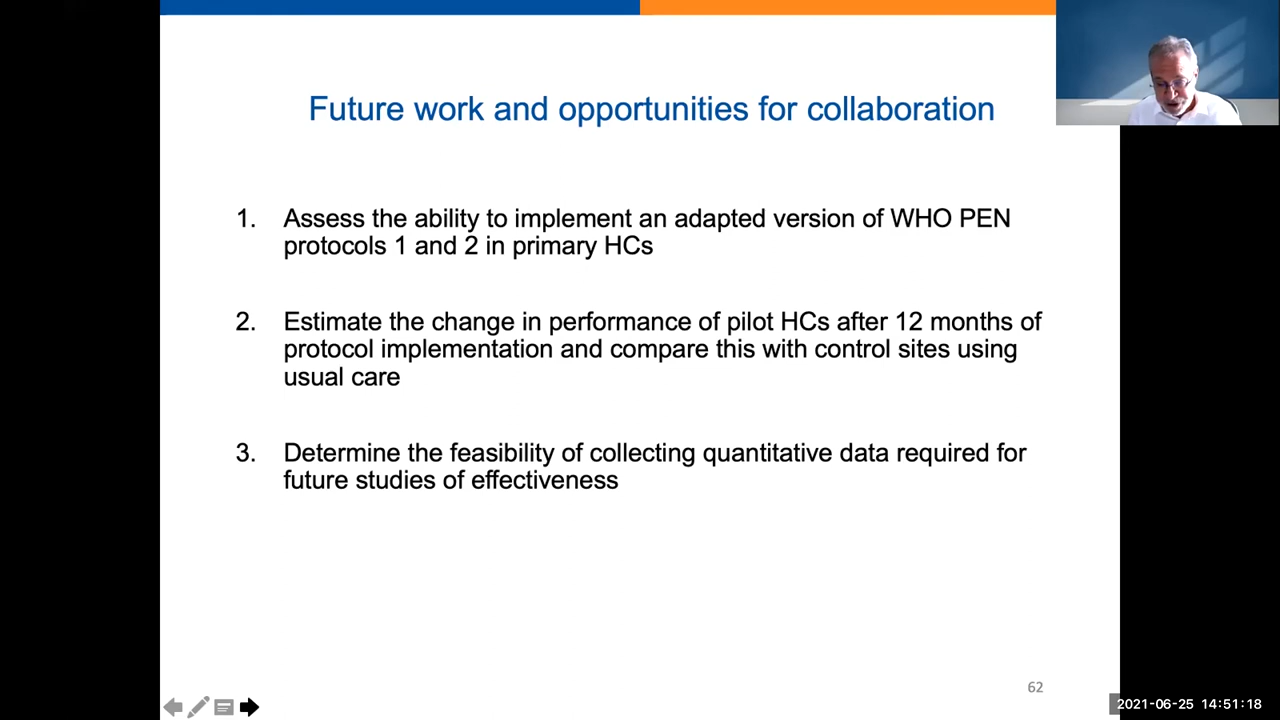 Future work and opportunities for collaboration
1. Assess the ability to implement an adapted version of WHO PEN
protocols 1 and 2 in primary HCs
2. Estimate the change in performance of pilot HCs after 12 months of
protocol implementation and compare this with control sites using
usual care
3. Determine the feasibility of collecting quantitative data required for
future studies of effectiveness
62
2021-06-25 14:51:18